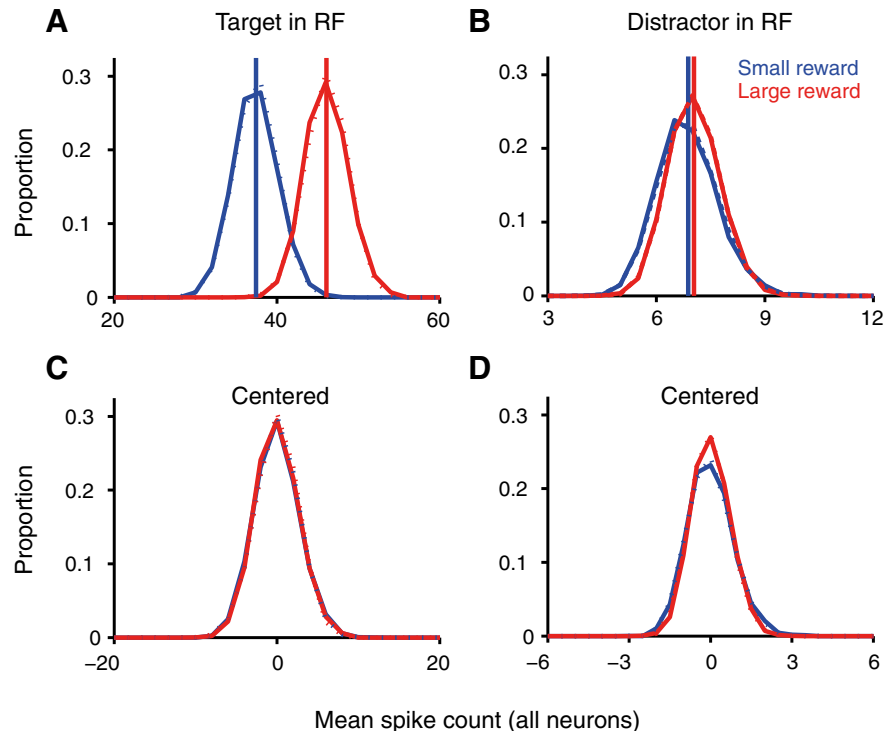 A
Target in RF
0.3
0.2
0.1
0
20
40
60
Proportion
B
Distractor in RF
Small reward
Large reward
0.3
0.2
0.1
0
3
6
9
12
C
Centered
0.3
0.2
0.1
0
−20
0
20
Proportion
D
Centered
0.3
0.2
0.1
0
−6
−3
0
3
6
Mean spike count (all neurons)